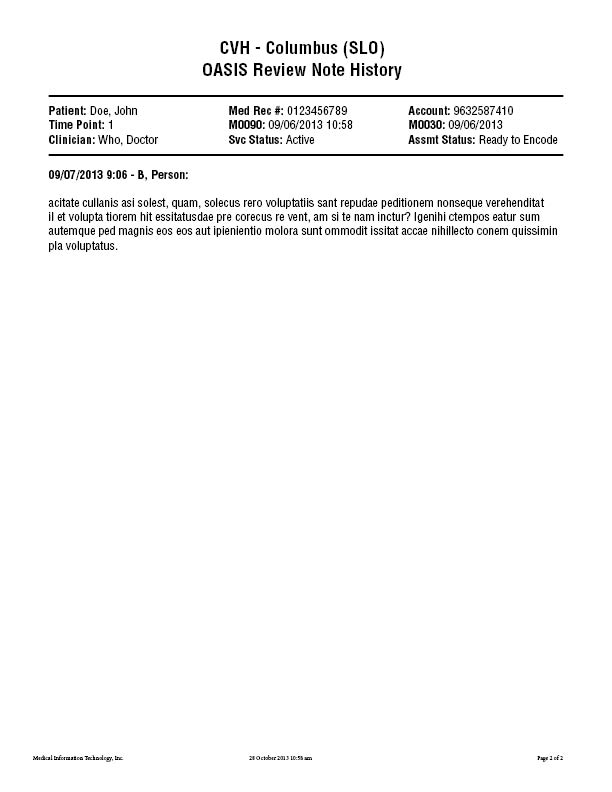 CVH - Columbus (SLO)
OASIS Review Note History
Patient: Doe, John Med Rec #: 0123456789 Account: 9632587410
Time Point: 1 M0090: 09/06/2013 10:58 M0030: 09/06/2013
Clinician: Who, Doctor Svc Status: Active Assmt Status: Ready to Encode
09/07/2013 9:06 - B, Person:
acitate cullanis asi solest, quam, solecus rero voluptatiis sant repudae peditionem nonseque verehenditat
il et volupta tiorem hit essitatusdae pre corecus re vent, am si te nam inctur? Igenihi ctempos eatur sum
autemque ped magnis eos eos aut ipienientio molora sunt ommodit issitat accae nihillecto conem quissimin
pla voluptatus.
Medical Information Technology, Inc. 28 October 2013 10:58 am Page 2 of 2